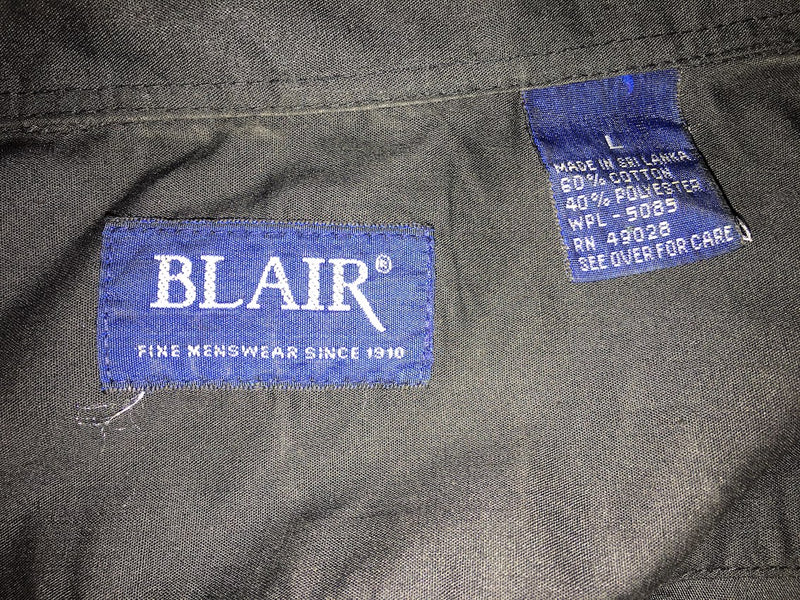 BLAIR®
FINE MENSWEAR SINCE 1910
L
MADE IN SRI LANKA
60% COTTON
40% POLYESTER
WPL - 5085
RN 49028
SEE OVER FOR CARE